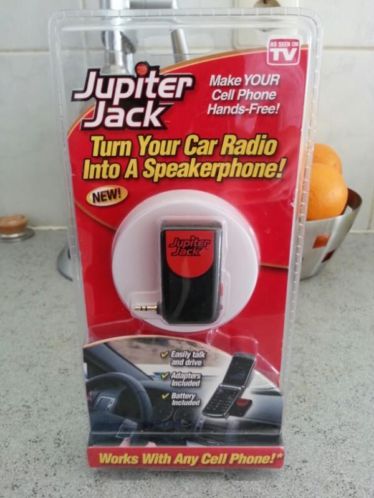 AS SEEN ON
TV
Jupiter
Jack
Make YOUR
Cell Phone
Hands-Free!
Turn Your Car Radio
Into A Speakerphone!
NEW!
Jupiter
Jack
Easily talk
and drive
Adapters
Included
Battery
Included
Works With Any Cell Phone!*